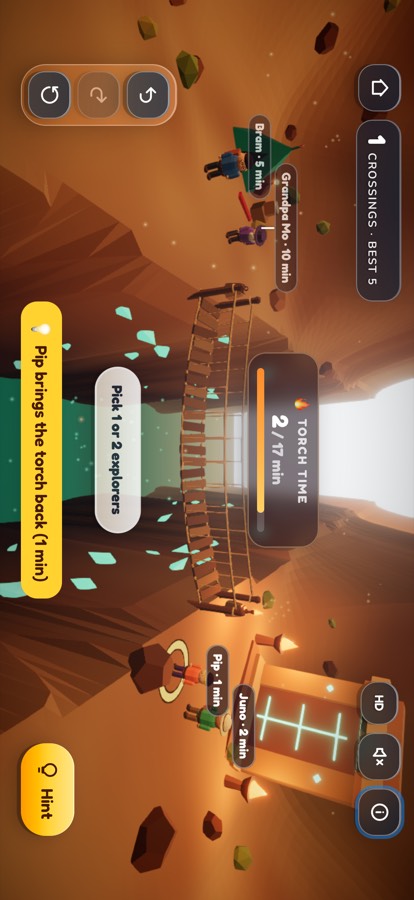 1 CROSSINGS · BEST 5
HD
🔥 TORCH TIME
2 / 17 min
Grandpa Mo · 10 min
Bram · 5 min
Juno · 2 min
Pip · 1 min
Pick 1 or 2 explorers
💡 Pip brings the torch back (1 min)
Hint